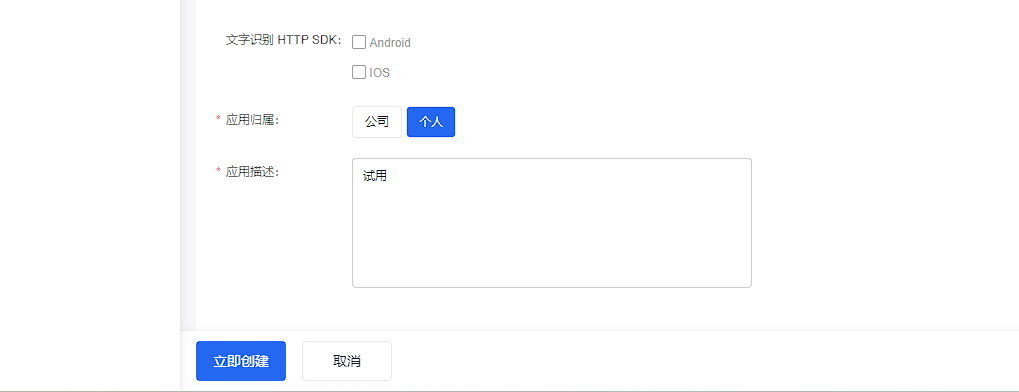 文字识别 HTTP SDK: Android
IOS
* 应用归属: 公司 个人
* 应用描述: 试用
立即创建 取消